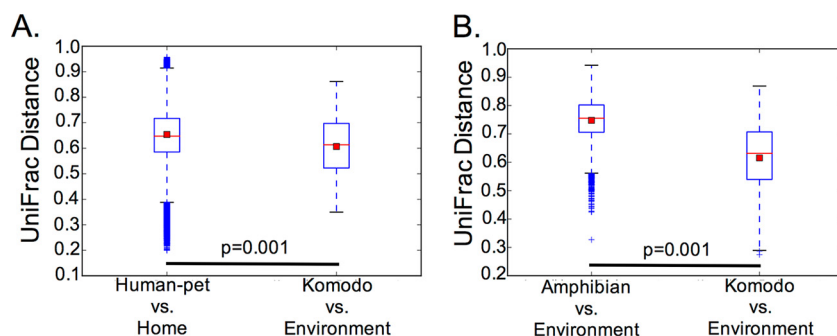 A.
UniFrac Distance
1.0
0.9
0.8
0.7
0.6
0.5
0.4
0.3
0.2
0.1
p=0.001
Human-pet
vs.
Home
Komodo
vs.
Environment
B.
UniFrac Distance
1.0
0.9
0.8
0.7
0.6
0.5
0.4
0.3
0.2
p=0.001
Amphibian
vs.
Environment
Komodo
vs.
Environment